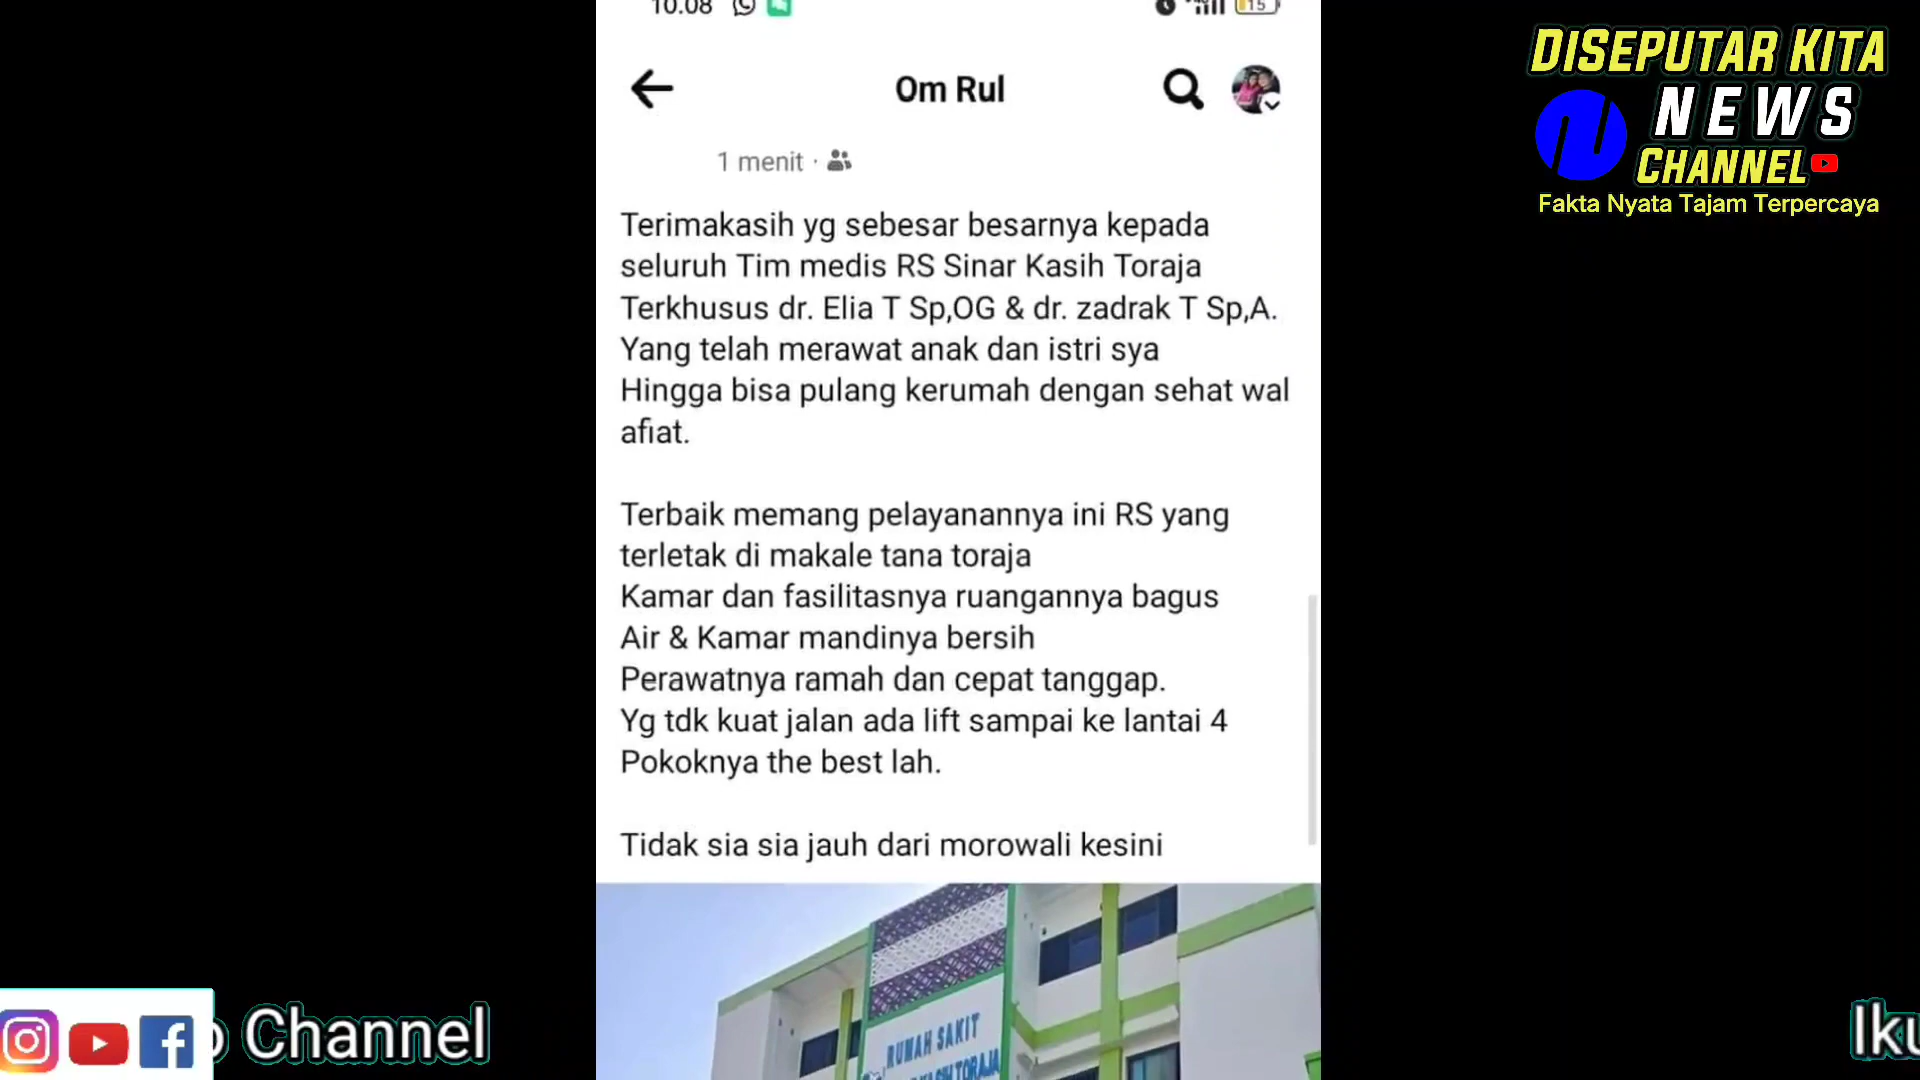 10.08
15
DISEPUTAR KITA
NEWS
CHANNEL
Fakta Nyata Tajam Terpercaya
Om Rul
1 menit ·
Terimakasih yg sebesar besarnya kepada
seluruh Tim medis RS Sinar Kasih Toraja
Terkhusus dr. Elia T Sp,OG & dr. zadrak T Sp,A.
Yang telah merawat anak dan istri sya
Hingga bisa pulang kerumah dengan sehat wal
afiat.
Terbaik memang pelayanannya ini RS yang
terletak di makale tana toraja
Kamar dan fasilitasnya ruangannya bagus
Air & Kamar mandinya bersih
Perawatnya ramah dan cepat tanggap.
Yg tdk kuat jalan ada lift sampai ke lantai 4
Pokoknya the best lah.
Tidak sia sia jauh dari morowali kesini
RUMAH SAKIT
TORAJA
Channel